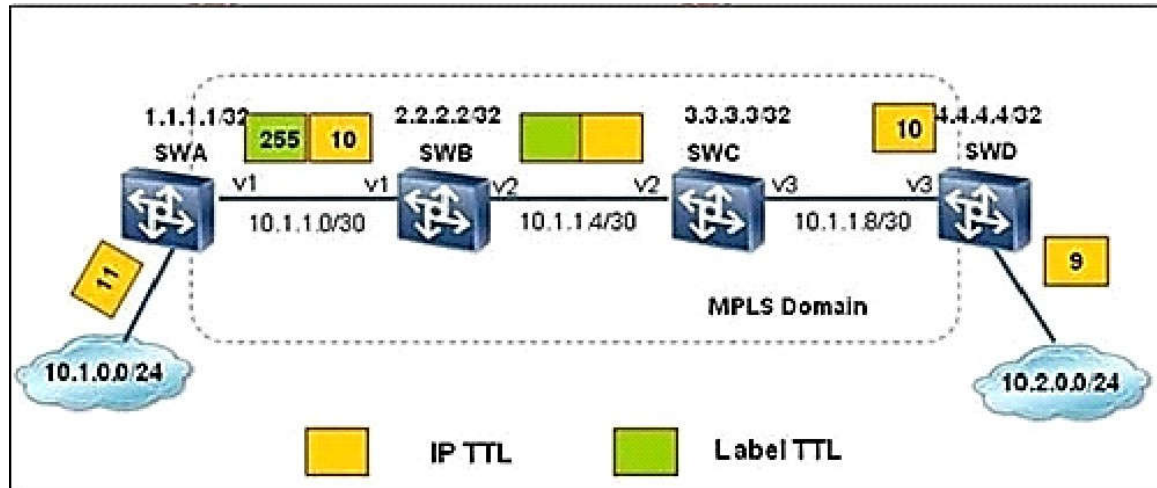 1.1.1.1/32
255 10
2.2.2.2/32
3.3.3.3/32
10
4.4.4.4/32
SWA
SWB
SWC
SWD
v1
v1
v2
v2
v3
v3
10.1.1.0/30
10.1.1.4/30
10.1.1.8/30
11
9
MPLS Domain
10.1.0.0/24
10.2.0.0/24
IP TTL
Label TTL